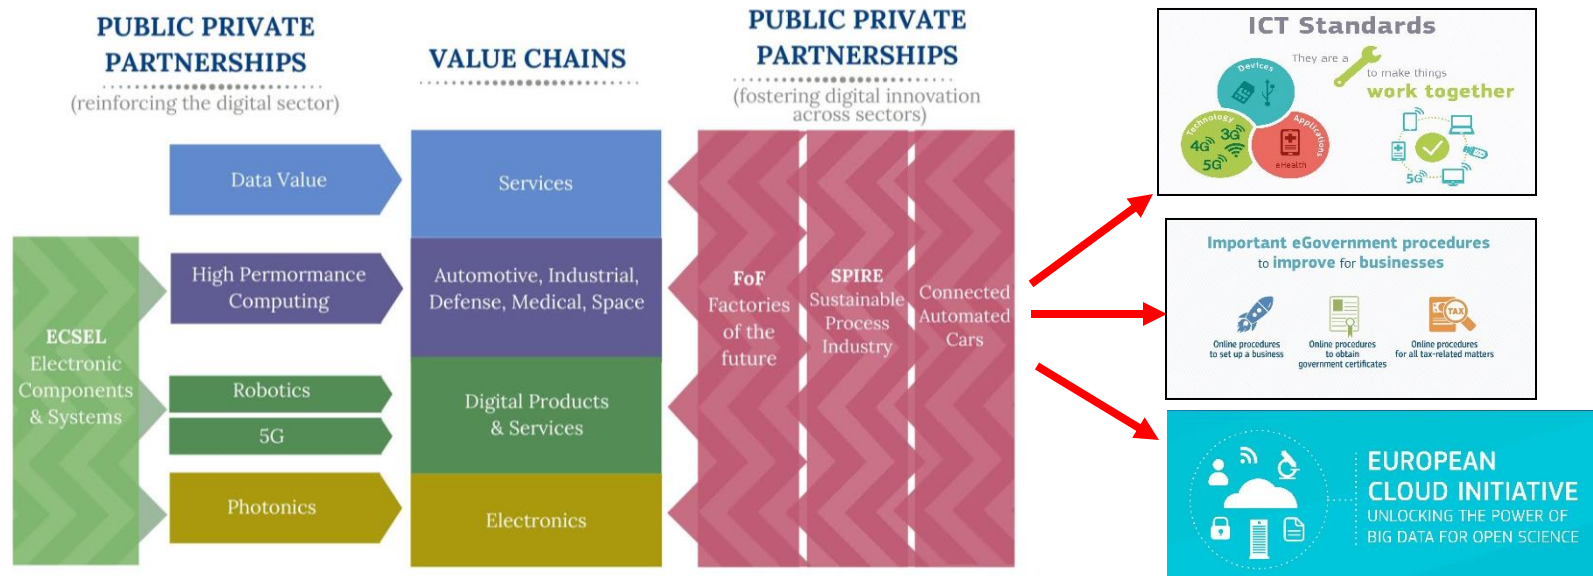 PUBLIC PRIVATE
PARTNERSHIPS
(reinforcing the digital sector)
ECSEL
Electronic
Components
& Systems
Data Value
High Permormance
Computing
Robotics
5G
Photonics
VALUE CHAINS
Services
Automotive, Industrial,
Defense, Medical, Space
Digital Products
& Services
Electronics
PUBLIC PRIVATE
PARTNERSHIPS
(fostering digital innovation
across sectors)
FoF
Factories
of the
future
SPIRE
Sustainable
Process
Industry
Connected
Automated
Cars
ICT Standards
They are a
to make things
work together
Devices
Technology
4G
3G
5G
Applications
eHealth
5G
Important eGovernment procedures
to improve for businesses
Online procedures
to set up a business
Online procedures
to obtain
government certificates
TAX
Online procedures
for all tax-related matters
EUROPEAN
CLOUD INITIATIVE
UNLOCKING THE POWER OF
BIG DATA FOR OPEN SCIENCE